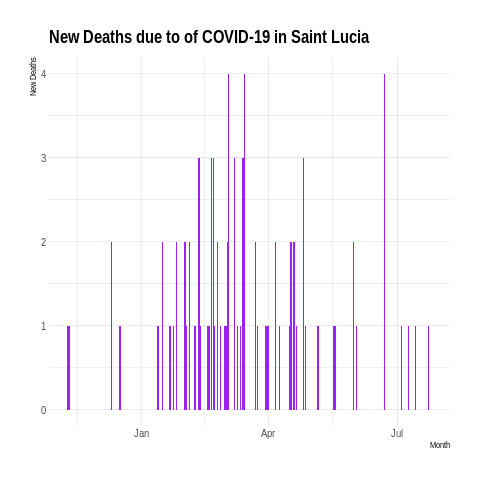 New Deaths due to of COVID-19 in Saint Lucia
New Deaths
4
3
2
1
0
Jan Apr Jul
Month